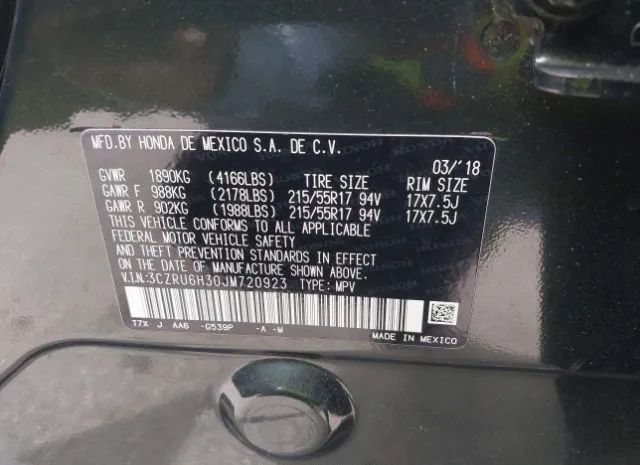 MFD.BY HONDA DE MEXICO S.A. DE C.V.
03/'18
GVWR 1890KG (4166LBS) TIRE SIZE RIM SIZE
GAWR F 988KG (2178LBS) 215/55R17 94V 17X7.5J
GAWR R 902KG (1988LBS) 215/55R17 94V 17X7.5J
THIS VEHICLE CONFORMS TO ALL APPLICABLE
FEDERAL MOTOR VEHICLE SAFETY
AND THEFT PREVENTION STANDARDS IN EFFECT
ON THE DATE OF MANUFACTURE SHOWN ABOVE.
V.I.N:3CZRU6H30JM720923 TYPE: MPV
T7X J AA6 -G539P -A -M
MADE IN MEXICO